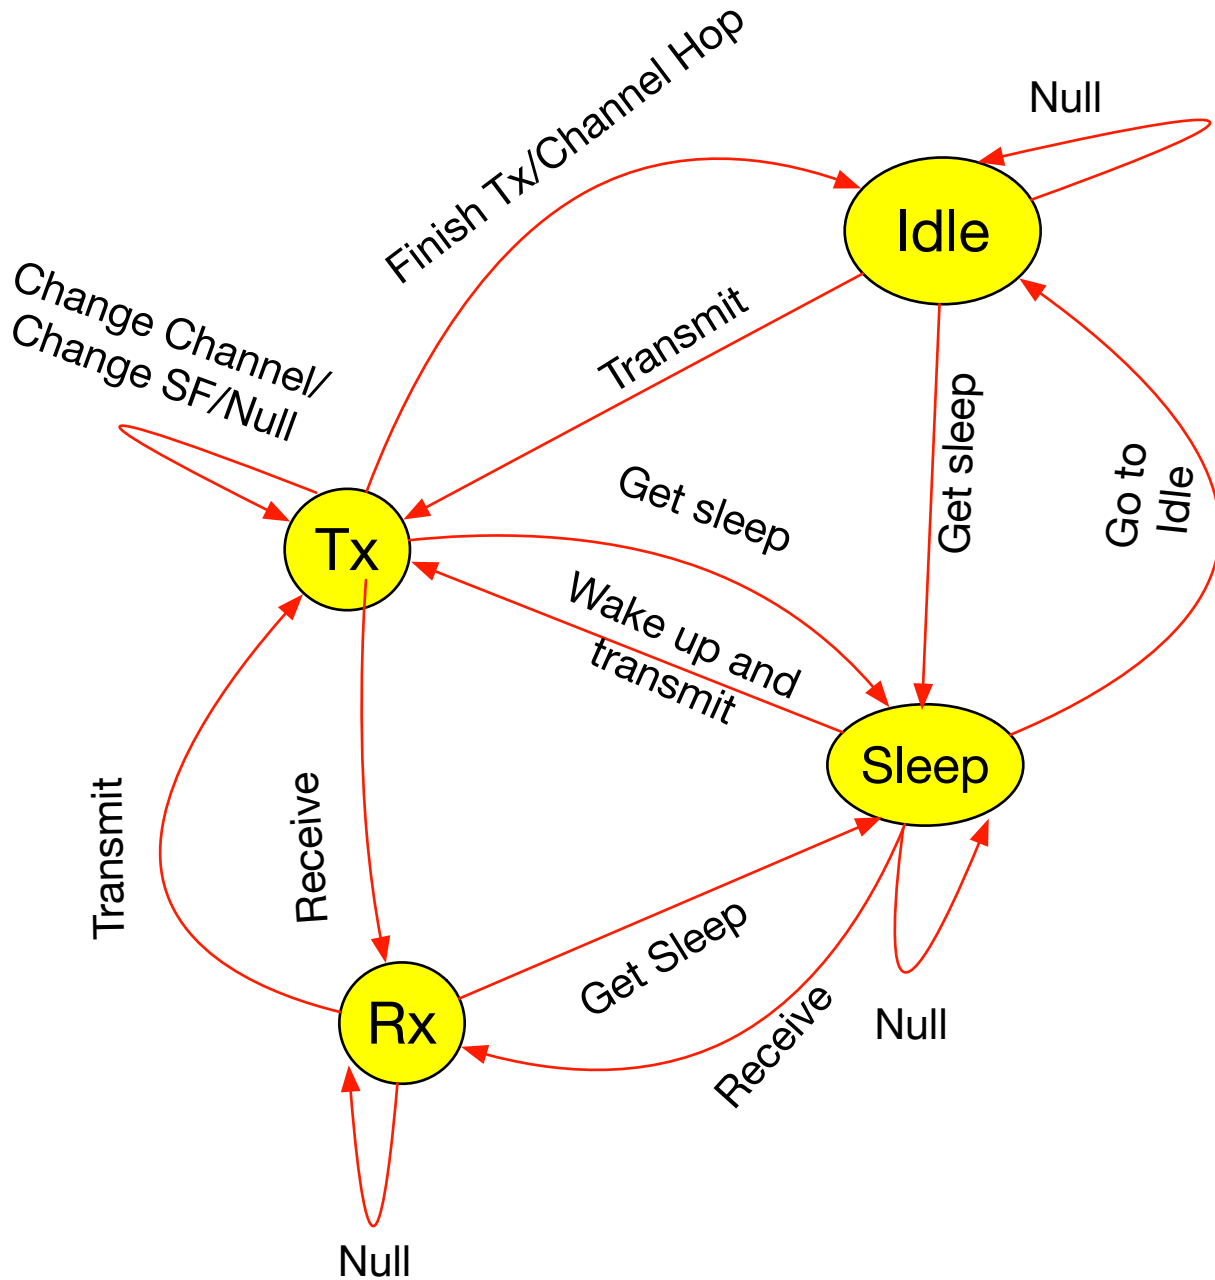 Finish Tx/Channel Hop
Null
Idle
Change Channel/
Change SF/Null
Transmit
Get sleep
Go to
Idle
Get sleep
Tx
Wake up and
transmit
Sleep
Transmit
Receive
Get Sleep
Receive
Null
Rx
Null